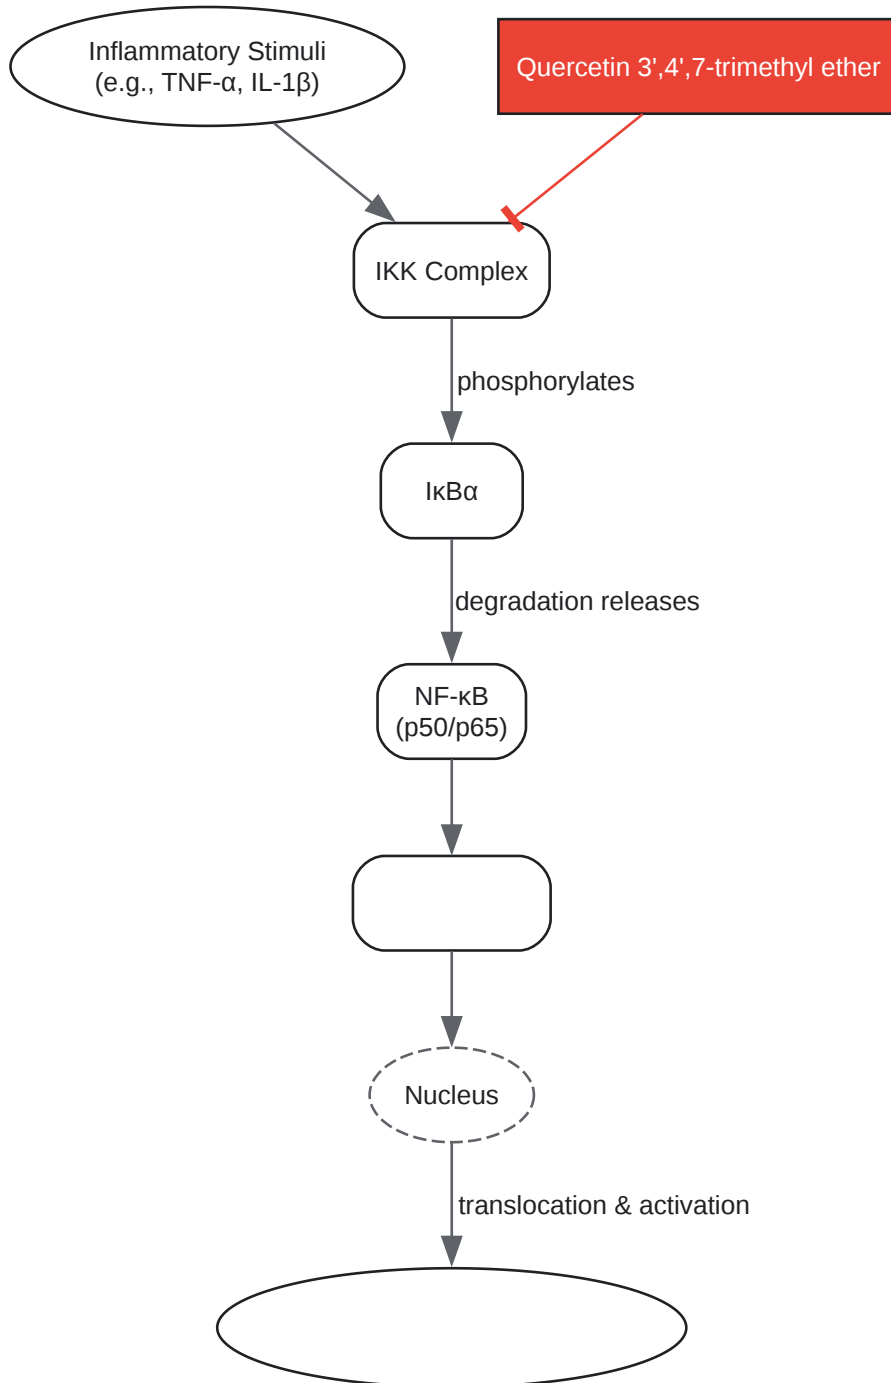 Inflammatory Stimuli
(e.g., TNF-α, IL-1β)
Quercetin 3',4',7-trimethyl ether
IKK Complex
phosphorylates
IκBα
degradation releases
NF-κB
(p50/p65)
Nucleus
translocation & activation